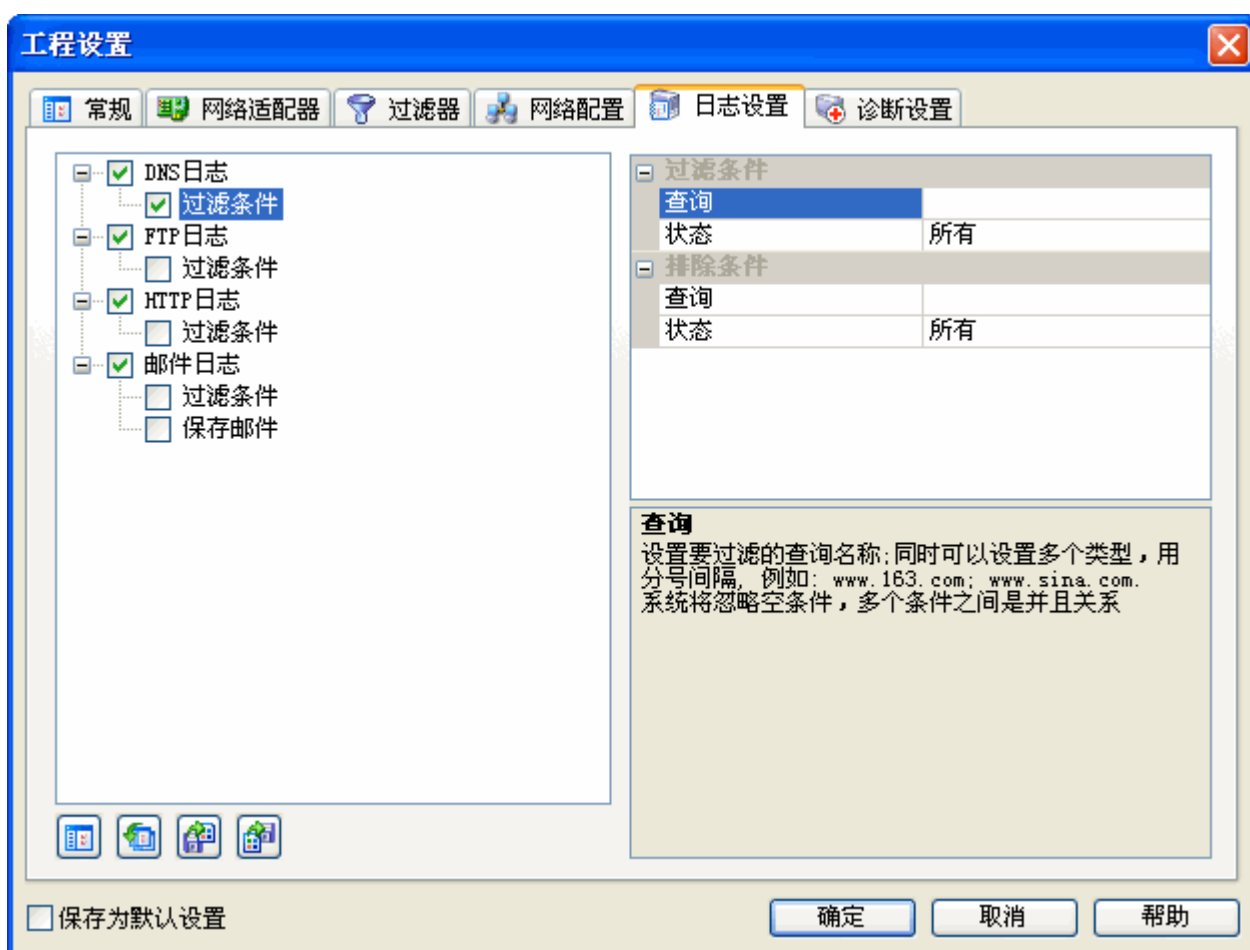 工程设置
常规 网络适配器 过滤器 网络配置 日志设置 诊断设置
DNS日志
过滤条件
FTP日志
过滤条件
HTTP日志
过滤条件
邮件日志
过滤条件
保存邮件
过滤条件
查询
状态 所有
排除条件
查询
状态 所有
查询
设置要过滤的查询名称;同时可以设置多个类型，用
分号间隔, 例如: www.163.com; www.sina.com.
系统将忽略空条件，多个条件之间是并且关系
保存为默认设置 确定 取消 帮助